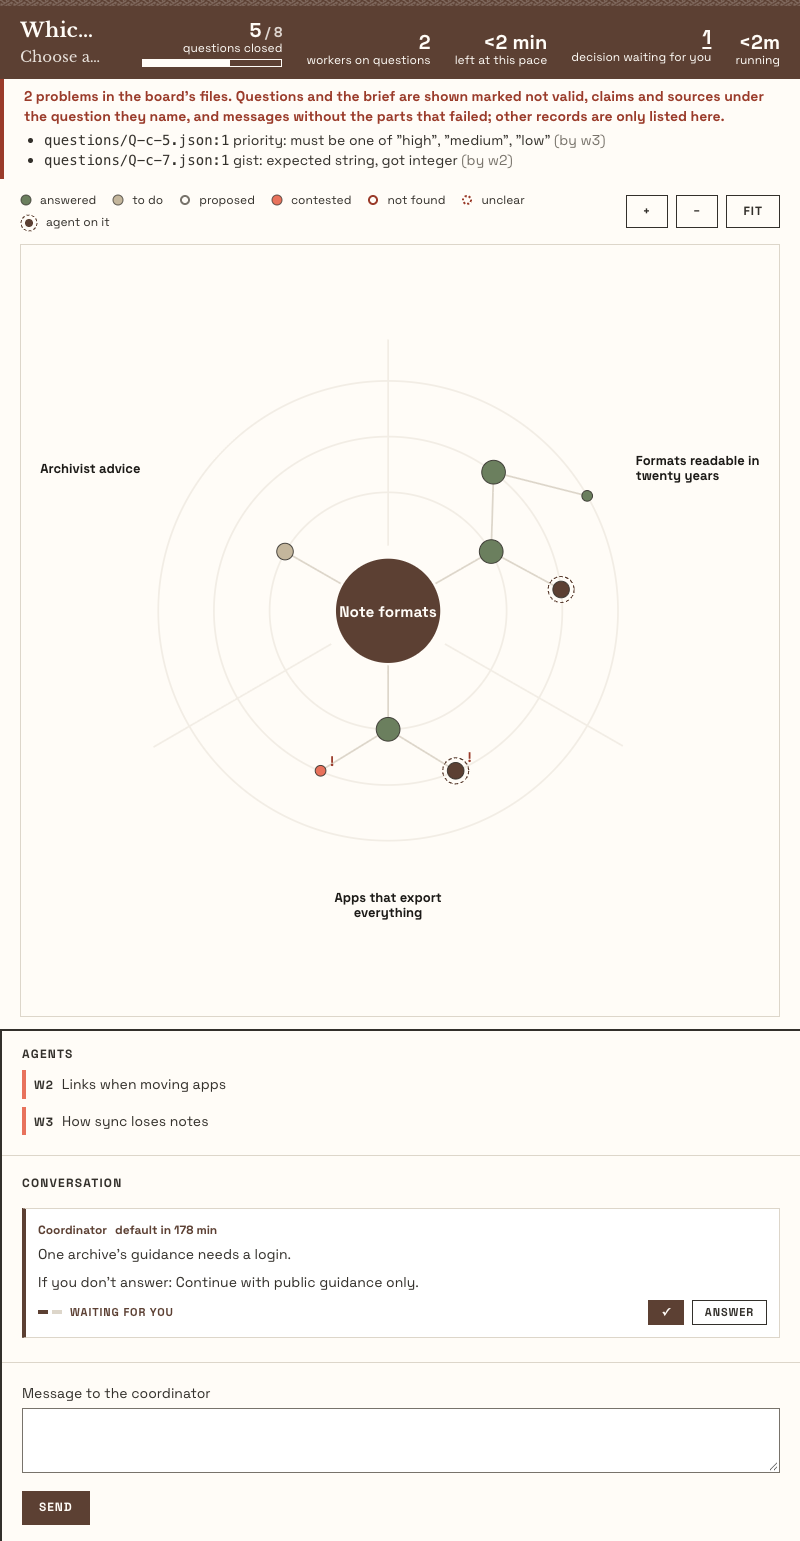 Whic...
Choose a...
5 / 8
questions closed
2
workers on questions
<2 min
left at this pace
1
decision waiting for you
<2m
running
2 problems in the board's files. Questions and the brief are shown marked not valid, claims and sources under
the question they name, and messages without the parts that failed; other records are only listed here.
• questions/Q-c-5.json:1 priority: must be one of "high", "medium", "low" (by w3)
• questions/Q-c-7.json:1 gist: expected string, got integer (by w2)
answered to do proposed contested not found unclear
agent on it
+ − FIT
Archivist advice
Formats readable in
twenty years
Note formats
!
!
Apps that export
everything
AGENTS
W2 Links when moving apps
W3 How sync loses notes
CONVERSATION
Coordinator default in 178 min
One archive's guidance needs a login.
If you don't answer: Continue with public guidance only.
WAITING FOR YOU
✓ ANSWER
Message to the coordinator
SEND